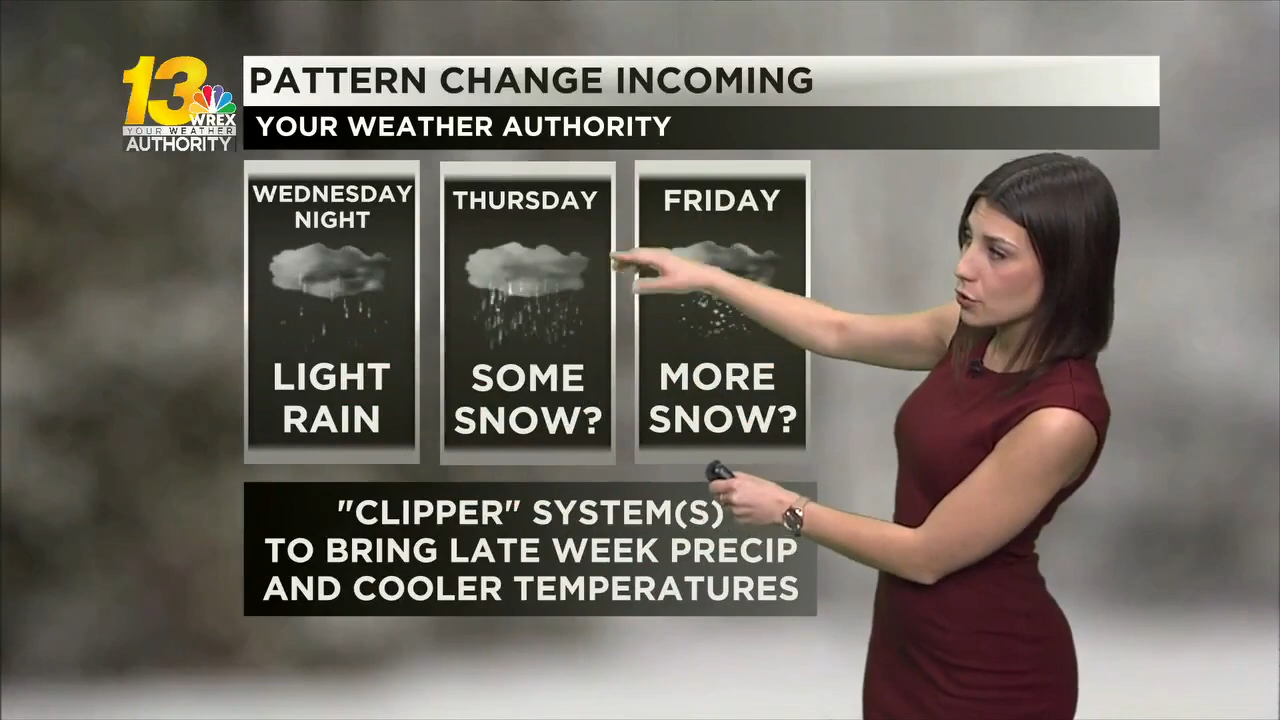 13
WREX
YOUR WEATHER
AUTHORITY
PATTERN CHANGE INCOMING
YOUR WEATHER AUTHORITY
WEDNESDAY
NIGHT
LIGHT
RAIN
THURSDAY
SOME
SNOW?
FRIDAY
MORE
SNOW?
"CLIPPER" SYSTEM(S)
TO BRING LATE WEEK PRECIP
AND COOLER TEMPERATURES